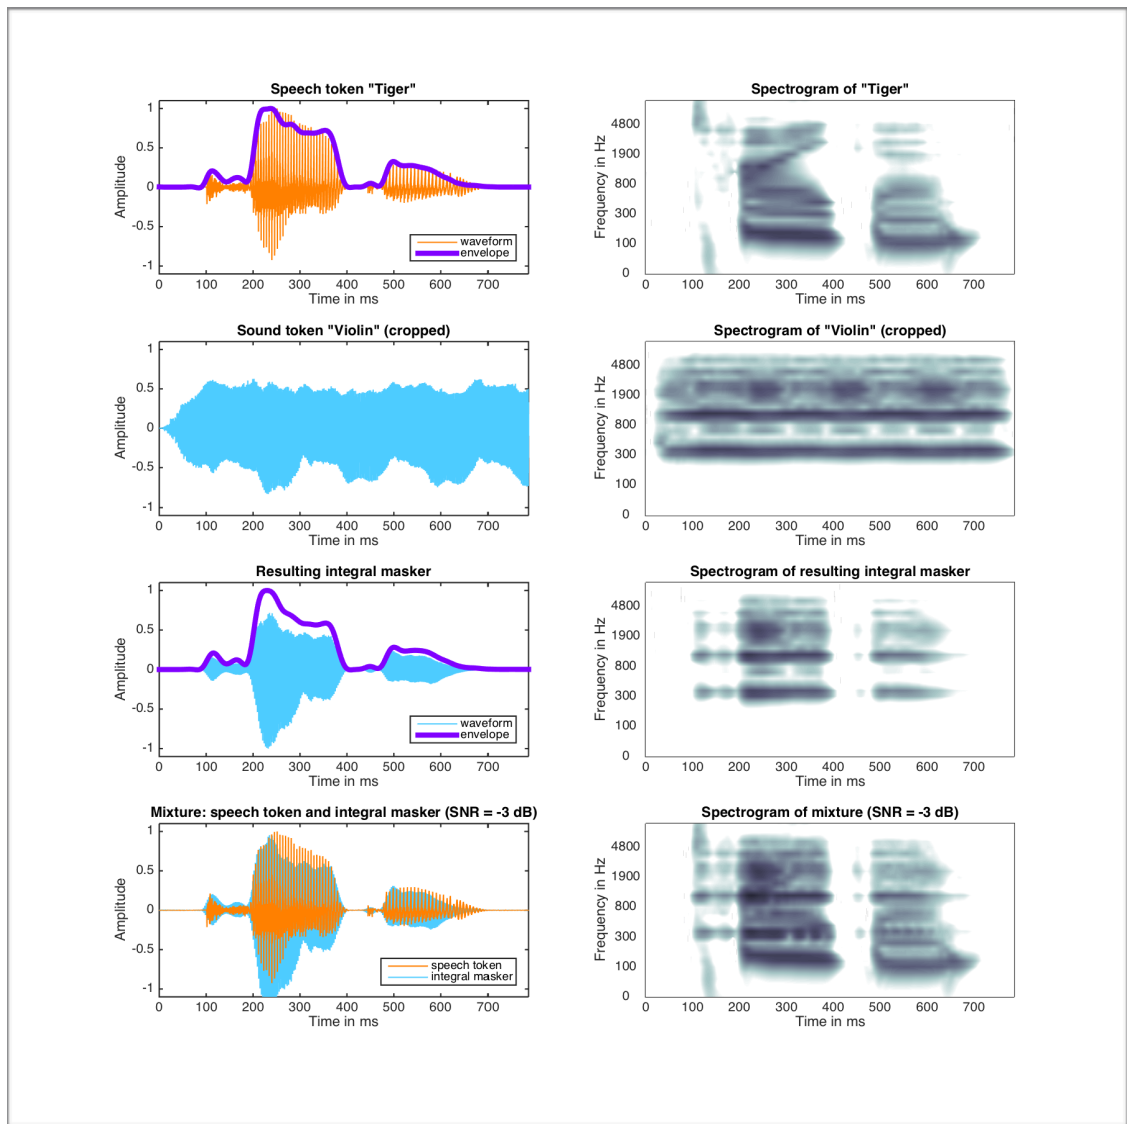 Speech token "Tiger"
Amplitude
1
0.5
0
-0.5
-1
waveform
envelope
0 100 200 300 400 500 600 700
Time in ms
Spectrogram of "Tiger"
Frequency in Hz
4800
1900
800
300
100
0
0 100 200 300 400 500 600 700
Time in ms
Sound token "Violin" (cropped)
Amplitude
1
0.5
0
-0.5
-1
0 100 200 300 400 500 600 700
Time in ms
Spectrogram of "Violin" (cropped)
Frequency in Hz
4800
1900
800
300
100
0
0 100 200 300 400 500 600 700
Time in ms
Resulting integral masker
Amplitude
1
0.5
0
-0.5
-1
waveform
envelope
0 100 200 300 400 500 600 700
Time in ms
Spectrogram of resulting integral masker
Frequency in Hz
4800
1900
800
300
100
0
0 100 200 300 400 500 600 700
Time in ms
Mixture: speech token and integral masker (SNR = -3 dB)
Amplitude
1
0.5
0
-0.5
-1
speech token
integral masker
0 100 200 300 400 500 600 700
Time in ms
Spectrogram of mixture (SNR = -3 dB)
Frequency in Hz
4800
1900
800
300
100
0
0 100 200 300 400 500 600 700
Time in ms